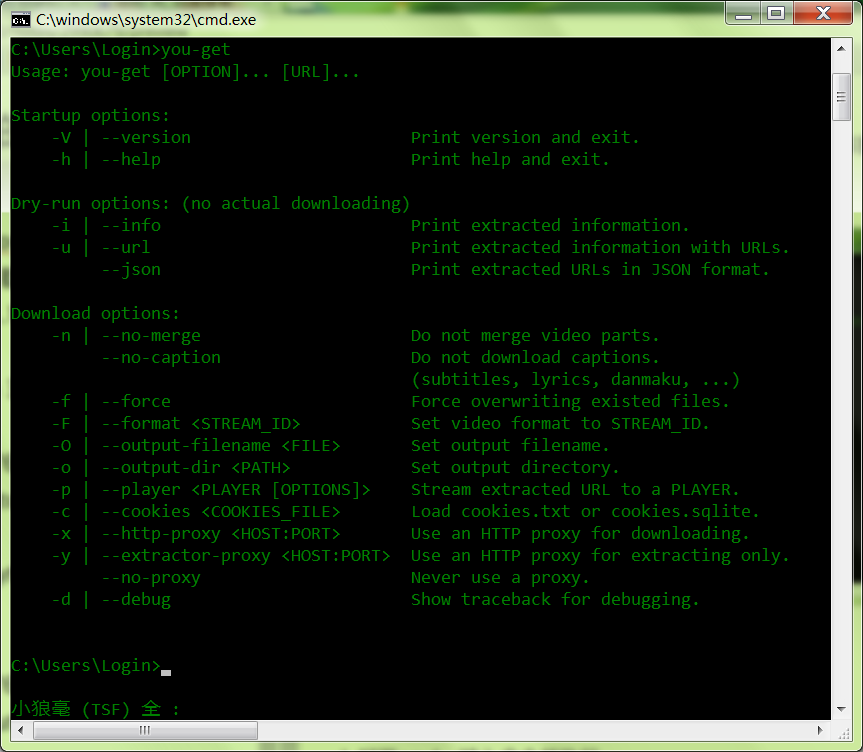 C:\windows\system32\cmd.exe
C:\Users\Login>you-get
Usage: you-get [OPTION]... [URL]...
Startup options:
-V | --version Print version and exit.
-h | --help Print help and exit.
Dry-run options: (no actual downloading)
-i | --info Print extracted information.
-u | --url Print extracted information with URLs.
--json Print extracted URLs in JSON format.
Download options:
-n | --no-merge Do not merge video parts.
--no-caption Do not download captions.
(subtitles, lyrics, danmaku, ...)
-f | --force Force overwriting existed files.
-F | --format <STREAM_ID> Set video format to STREAM_ID.
-O | --output-filename <FILE> Set output filename.
-o | --output-dir <PATH> Set output directory.
-p | --player <PLAYER [OPTIONS]> Stream extracted URL to a PLAYER.
-c | --cookies <COOKIES_FILE> Load cookies.txt or cookies.sqlite.
-x | --http-proxy <HOST:PORT> Use an HTTP proxy for downloading.
-y | --extractor-proxy <HOST:PORT> Use an HTTP proxy for extracting only.
--no-proxy Never use a proxy.
-d | --debug Show traceback for debugging.
C:\Users\Login>
小狼毫 (TSF) 全 :